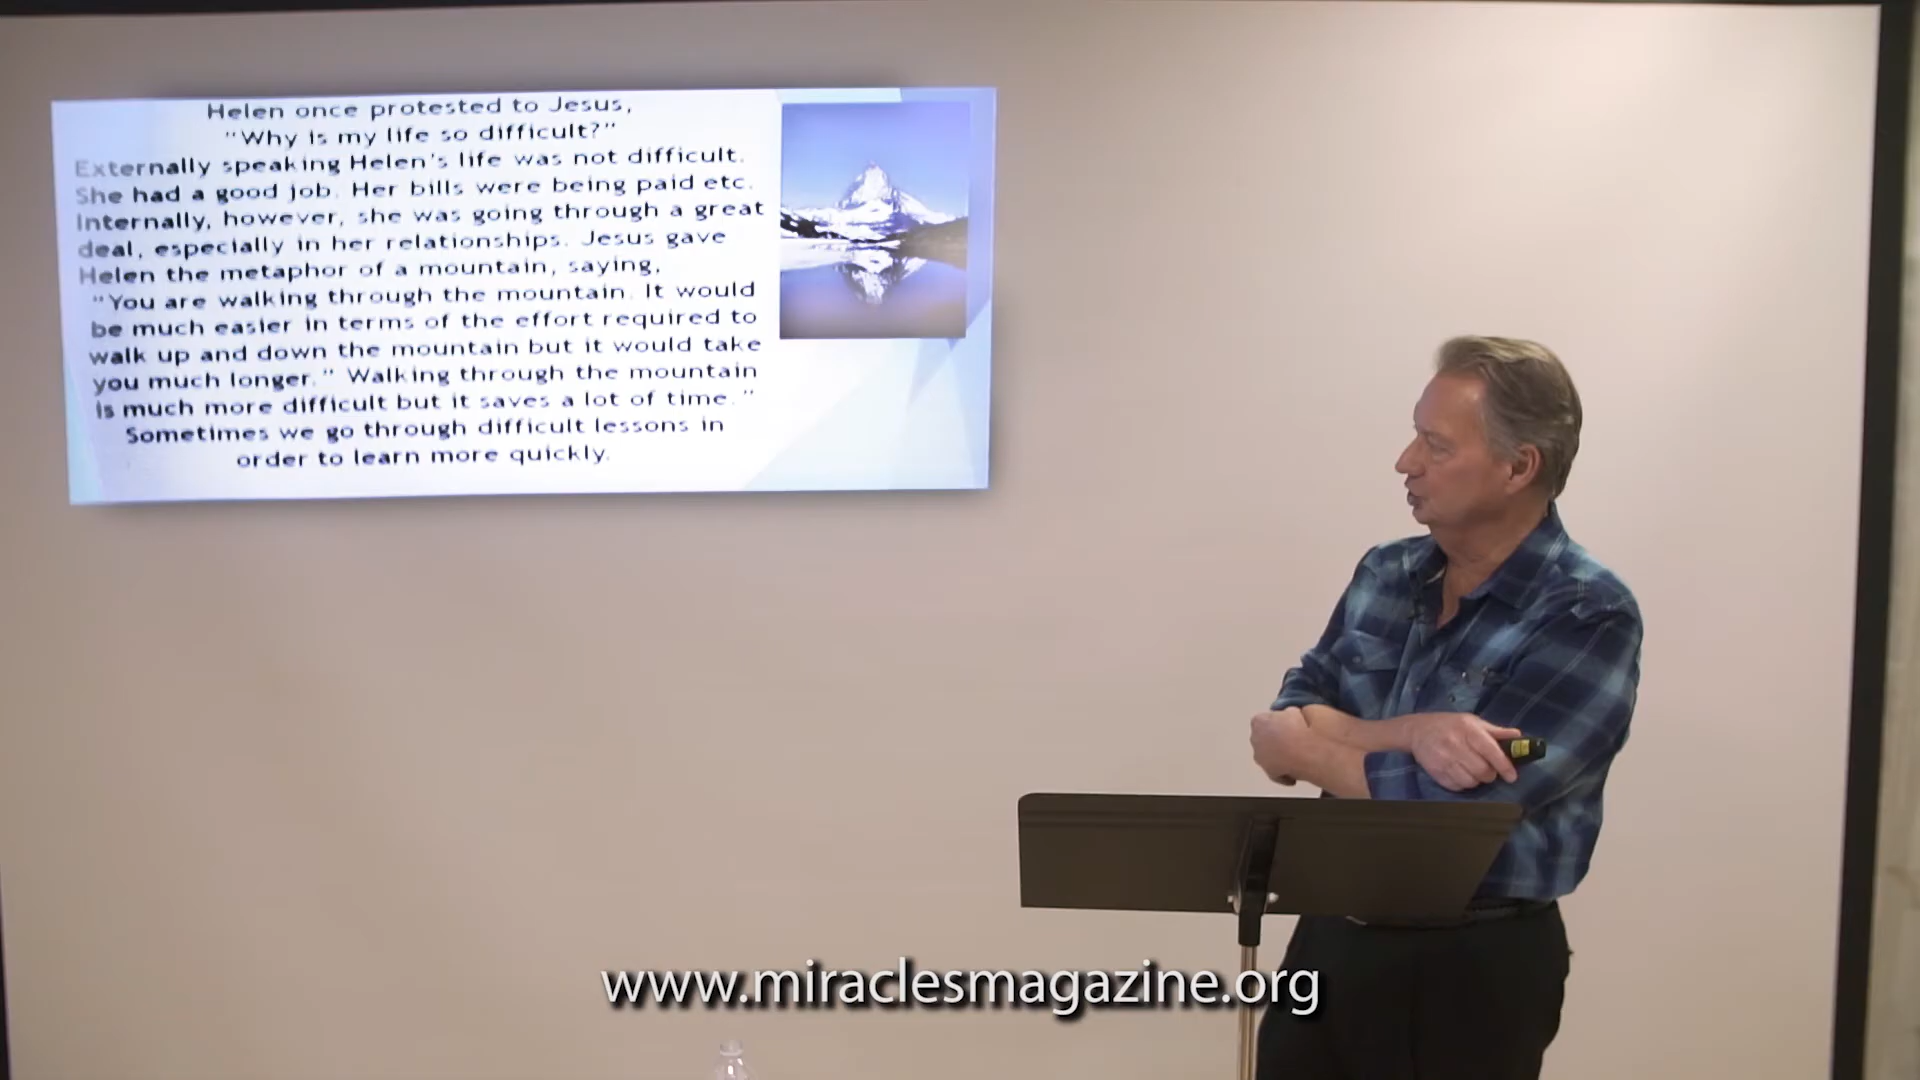 Helen once protested to Jesus,
"Why is my life so difficult?"
Externally speaking Helen's life was not difficult.
She had a good job. Her bills were being paid etc.
Internally, however, she was going through a great
deal, especially in her relationships. Jesus gave
Helen the metaphor of a mountain, saying,
"You are walking through the mountain. It would
be much easier in terms of the effort required to
walk up and down the mountain but it would take
you much longer." Walking through the mountain
is much more difficult but it saves a lot of time."
Sometimes we go through difficult lessons in
order to learn more quickly.
www.miraclesmagazine.org